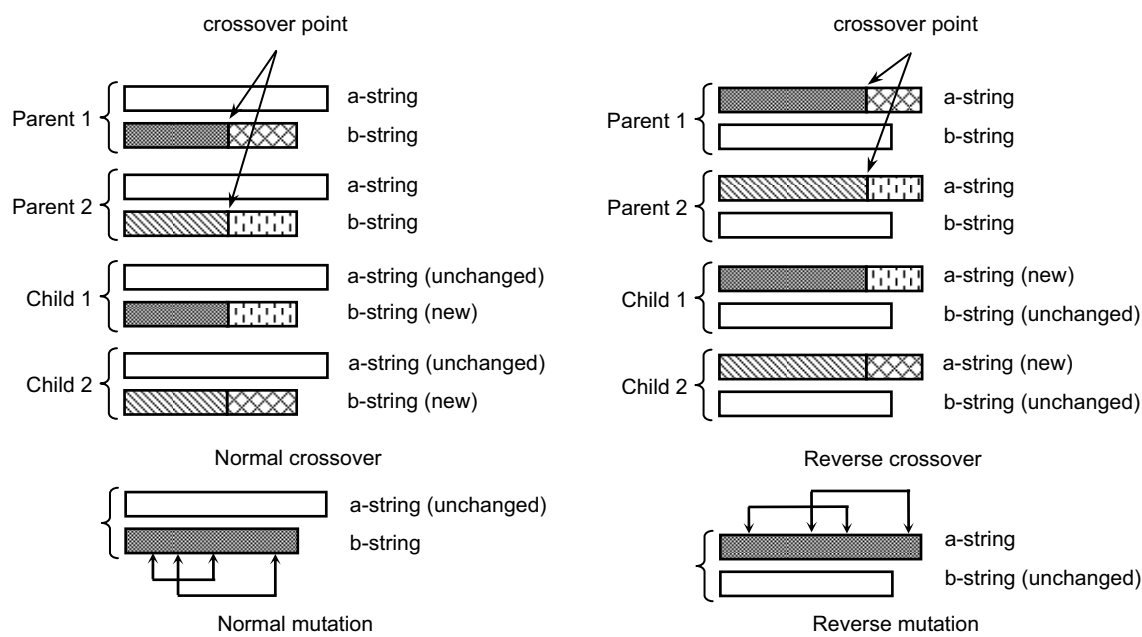 crossover point
Parent 1
a-string
b-string
Parent 2
a-string
b-string
Child 1
a-string (unchanged)
b-string (new)
Child 2
a-string (unchanged)
b-string (new)
Normal crossover
a-string (unchanged)
b-string
Normal mutation
crossover point
Parent 1
a-string
b-string
Parent 2
a-string
b-string
Child 1
a-string (new)
b-string (unchanged)
Child 2
a-string (new)
b-string (unchanged)
Reverse crossover
a-string
b-string (unchanged)
Reverse mutation